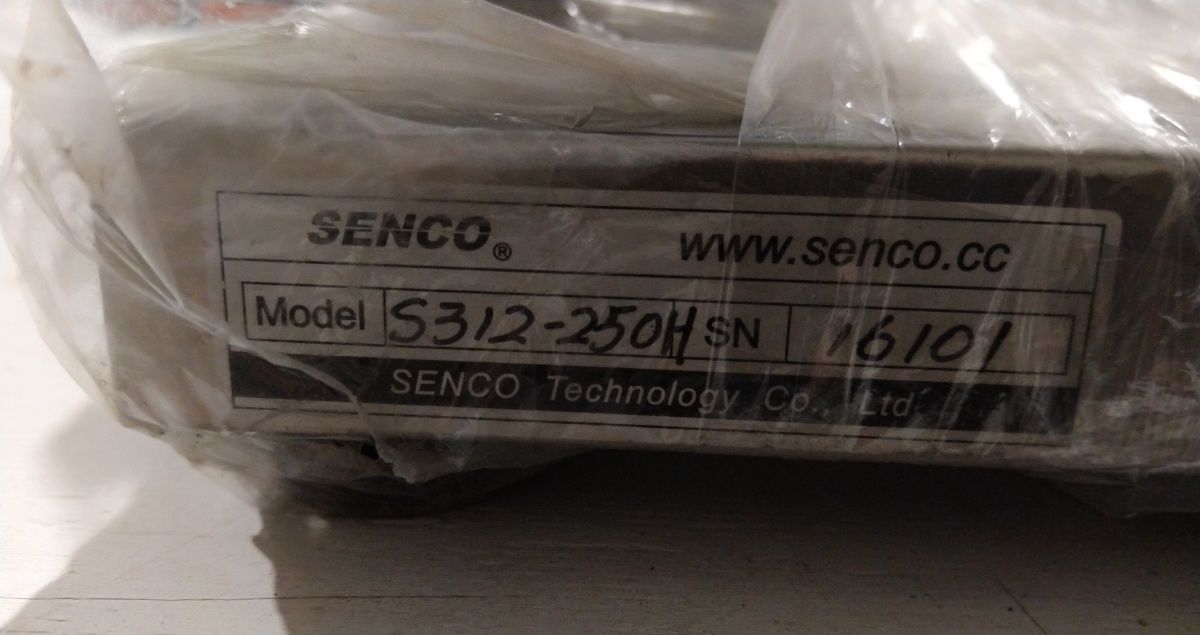 SENCO® www.senco.cc
Model S312-250H SN 16101
SENCO Technology Co., Ltd